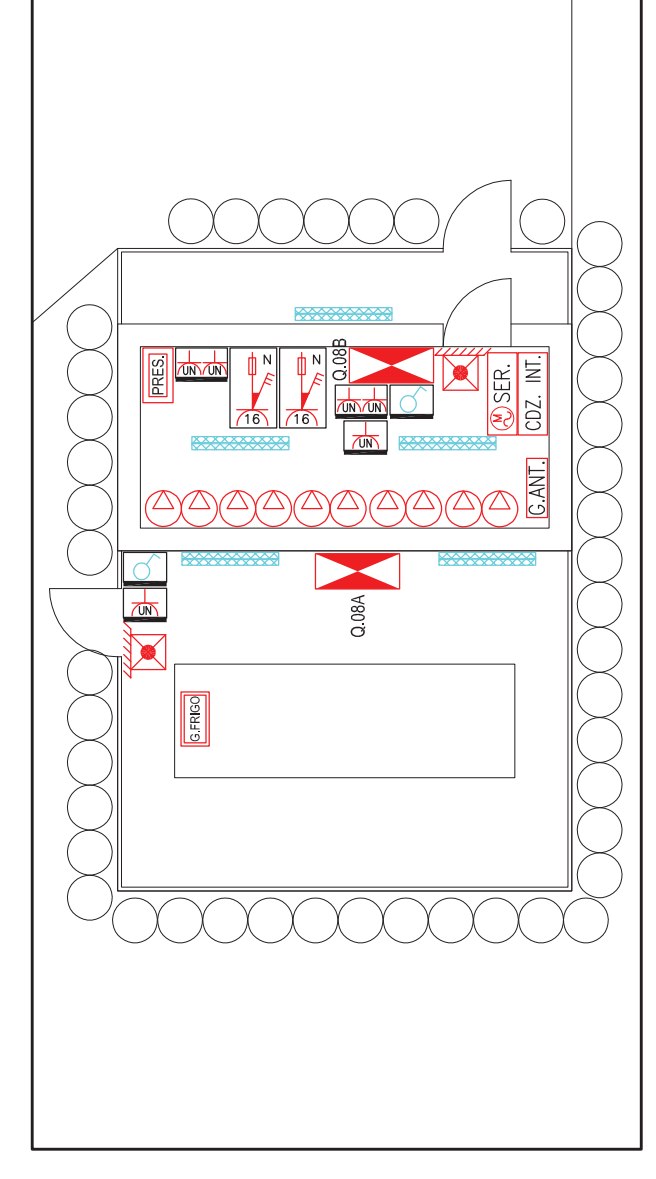 PRES.
UN UN
N
16
N
16
Q.08B
UN UN
UN
M SER.
CDZ. INT.
G.ANT.
UN
Q.08A
G.FRIGO